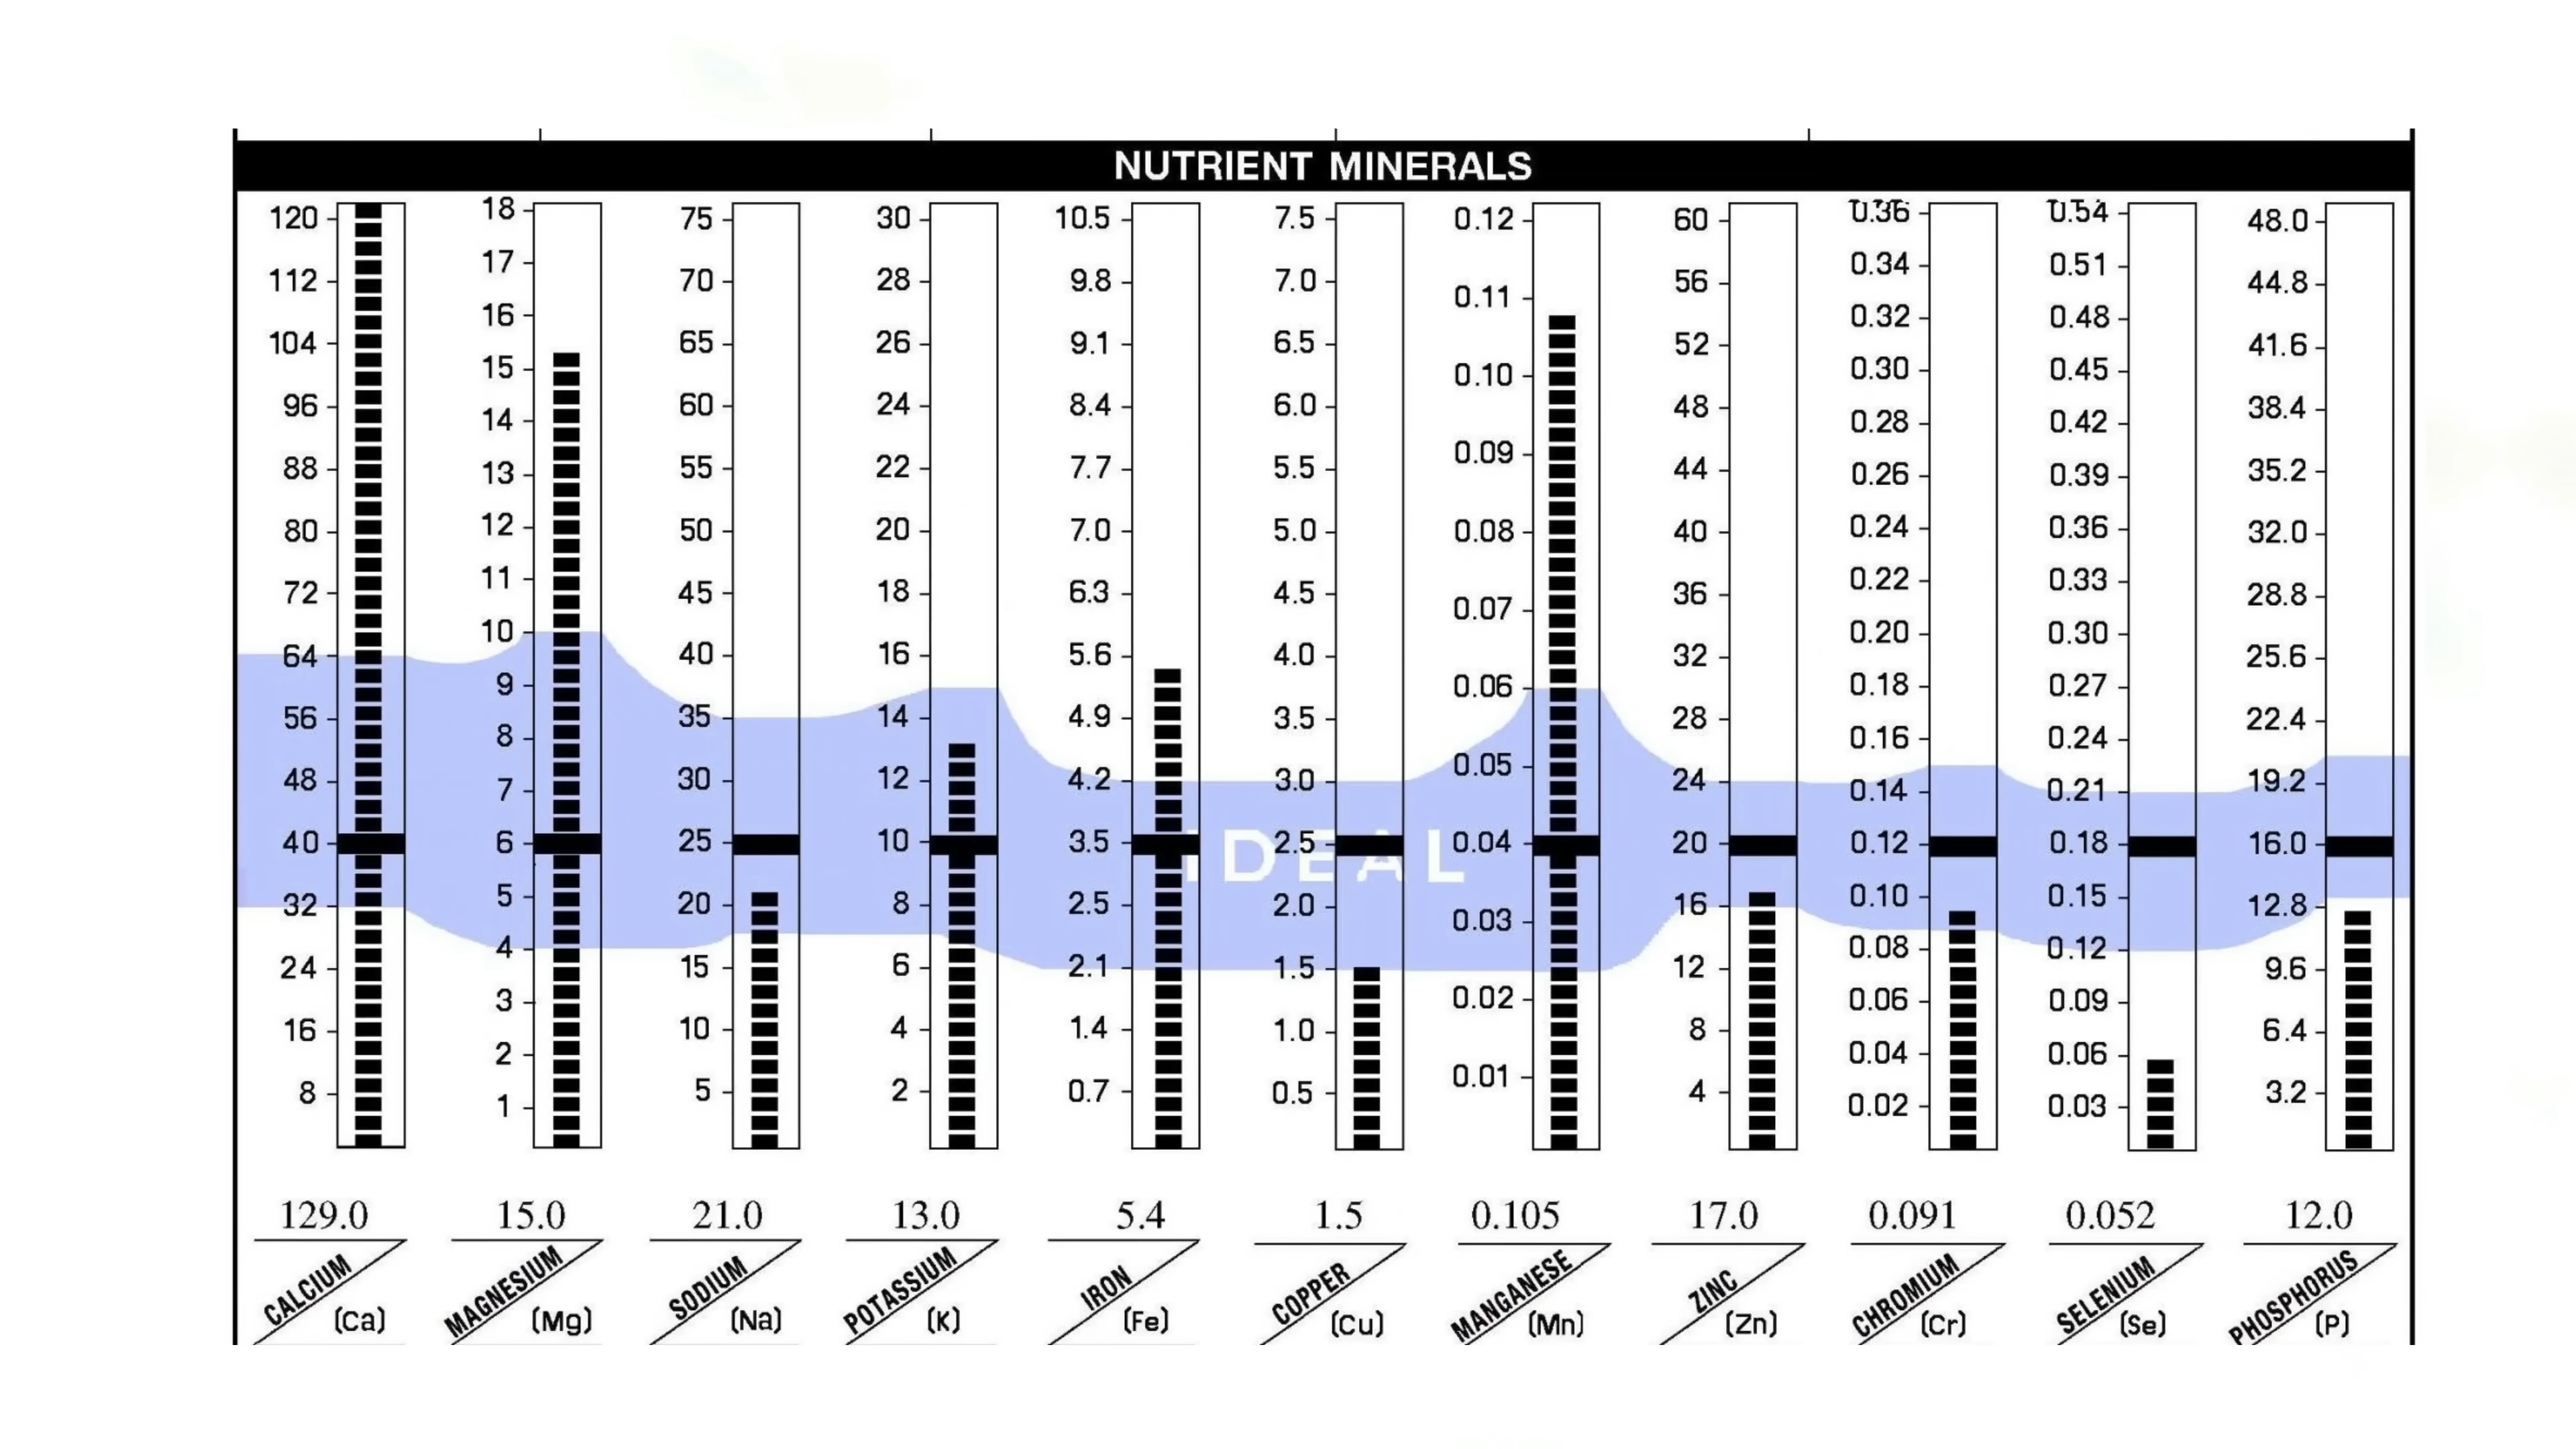 NUTRIENT MINERALS
120 18 75 30 10.5 7.5 0.12 60 0.36 0.54 48.0
112 17 70 28 9.8 7.0 0.11 56 0.34 0.51 44.8
104 16 65 26 9.1 6.5 0.10 52 0.32 0.48 41.6
96 15 60 24 8.4 6.0 0.09 48 0.30 0.45 38.4
88 14 55 22 7.7 5.5 0.08 44 0.28 0.42 35.2
80 13 50 20 7.0 5.0 0.07 40 0.26 0.39 32.0
72 12 45 18 6.3 4.5 0.06 36 0.24 0.36 28.8
64 11 40 16 5.6 4.0 0.05 32 0.22 0.33 25.6
56 10 35 14 4.9 3.5 0.04 28 0.20 0.30 22.4
48 9 30 12 4.2 3.0 0.03 24 0.18 0.27 19.2
40 8 25 10 3.5 2.5 0.02 20 0.16 0.24 16.0
32 7 20 8 2.5 2.0 0.01 16 0.14 0.21 12.8
24 6 15 6 2.1 1.5 12 0.12 0.18 9.6
16 5 10 4 1.4 1.0 8 0.10 0.15 6.4
8 4 5 2 0.7 0.5 4 0.08 0.12 3.2
3 0.06 0.09
2 0.04 0.06
1 0.02 0.03
IDEAL
129.0 15.0 21.0 13.0 5.4 1.5 0.105 17.0 0.091 0.052 12.0
CALCIUM MAGNESIUM SODIUM POTASSIUM IRON COPPER MANGANESE ZINC CHROMIUM SELENIUM PHOSPHORUS
(Ca) (Mg) (Na) (K) (Fe) (Cu) (Mn) (Zn) (Cr) (Se) (P)